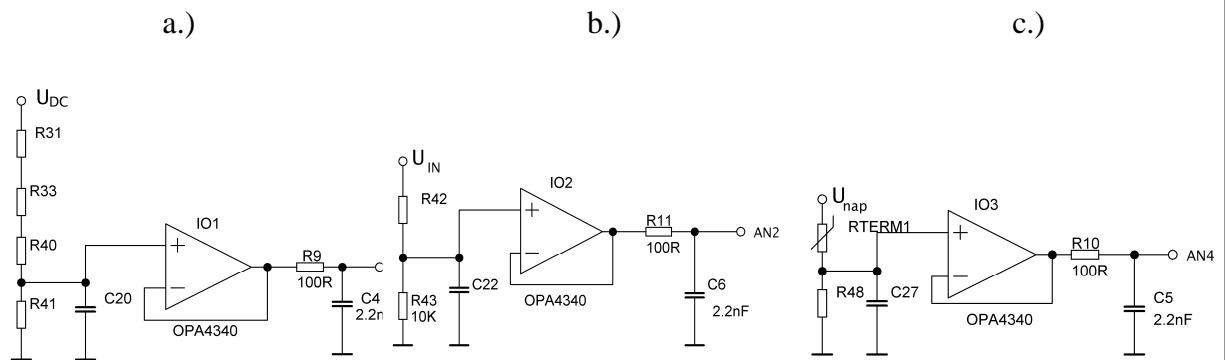 a.)
b.)
c.)
UDC
R31
R33
R40
R41
C20
IO1
OPA4340
R9
100R
C4
2.2n
UIN
R42
R43
10K
C22
IO2
OPA4340
R11
100R
AN2
C6
2.2nF
Unap
RTERM1
R48
C27
IO3
OPA4340
R10
100R
AN4
C5
2.2nF